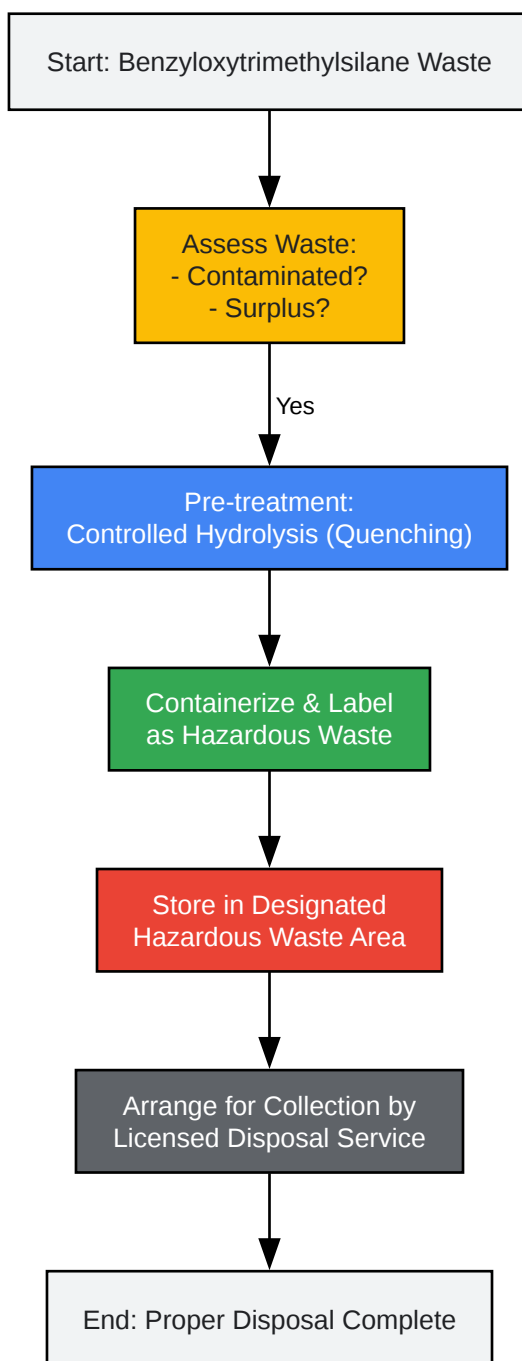 Start: Benzyloxytrimethylsilane Waste
Assess Waste:
- Contaminated?
- Surplus?
Yes
Pre-treatment:
Controlled Hydrolysis (Quenching)
Containerize & Label
as Hazardous Waste
Store in Designated
Hazardous Waste Area
Arrange for Collection by
Licensed Disposal Service
End: Proper Disposal Complete